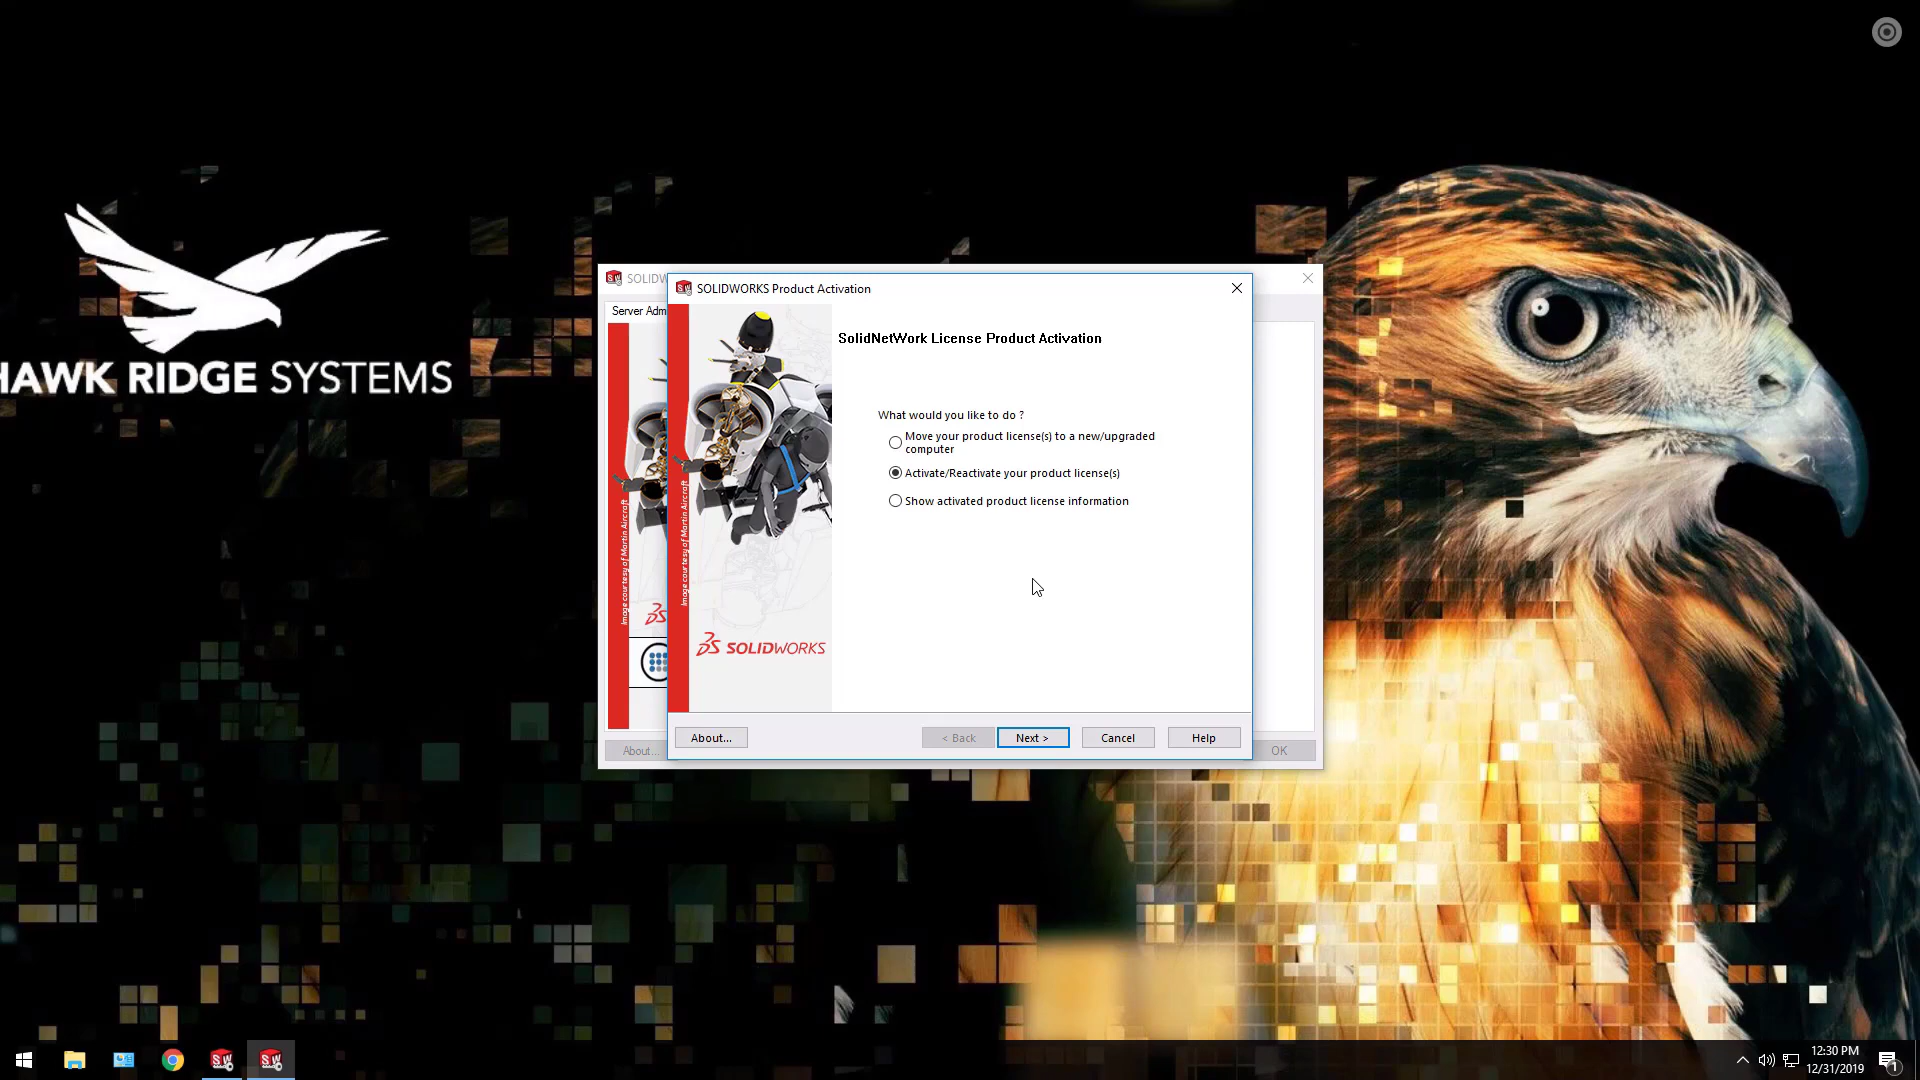 HAWK RIDGE SYSTEMS
SOLIDW
Server Adm
Image courtesy of Martin Aircraft
About...
OK
SOLIDWORKS Product Activation
Image courtesy of Martin Aircraft
SOLIDWORKS
SolidNetWork License Product Activation
What would you like to do ?
Move your product license(s) to a new/upgraded
computer
Activate/Reactivate your product license(s)
Show activated product license information
About...
< Back
Next >
Cancel
Help
12:30 PM
12/31/2019
1